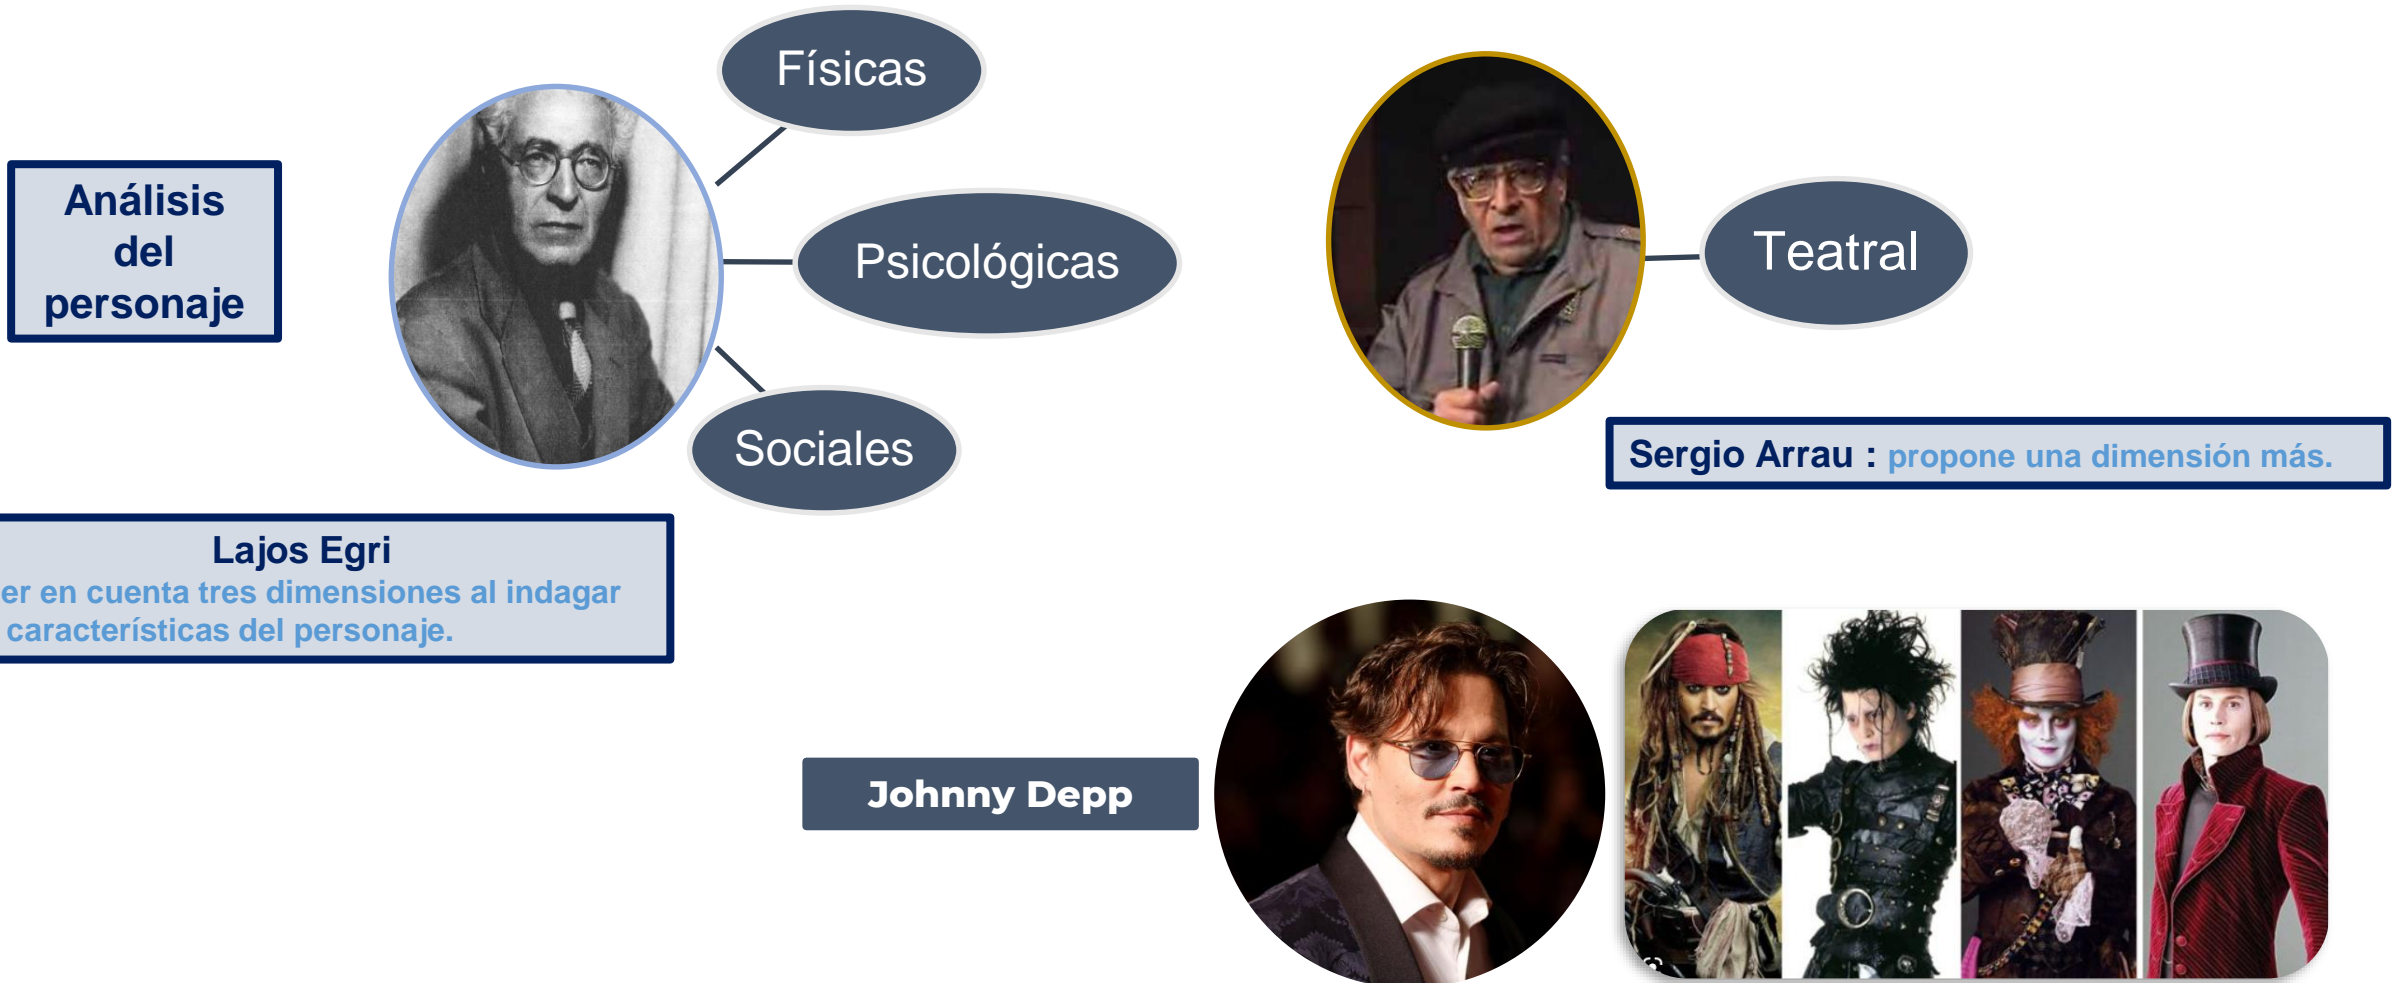 Físicas
Análisis
del
personaje
Psicológicas
Sociales
Teatral
Sergio Arrau : propone una dimensión más.
Lajos Egri
er en cuenta tres dimensiones al indagar
características del personaje.
Johnny Depp